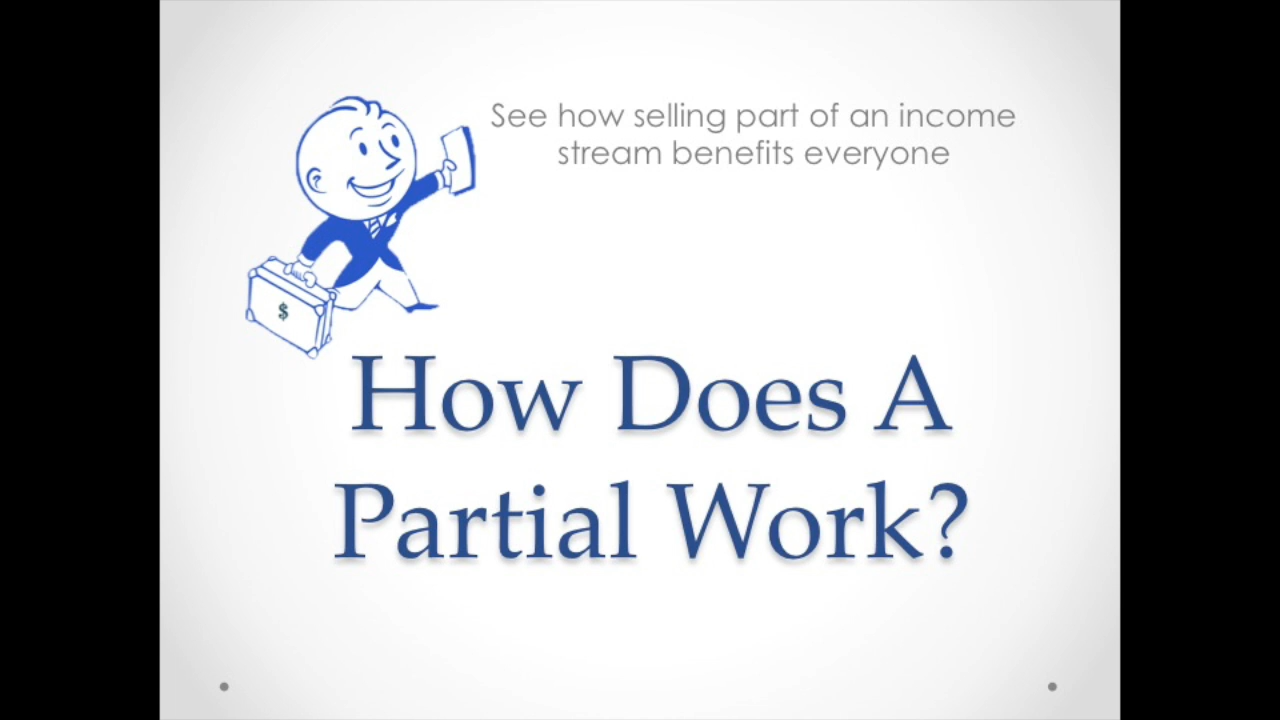 See how selling part of an income
stream benefits everyone
$
How Does A
Partial Work?